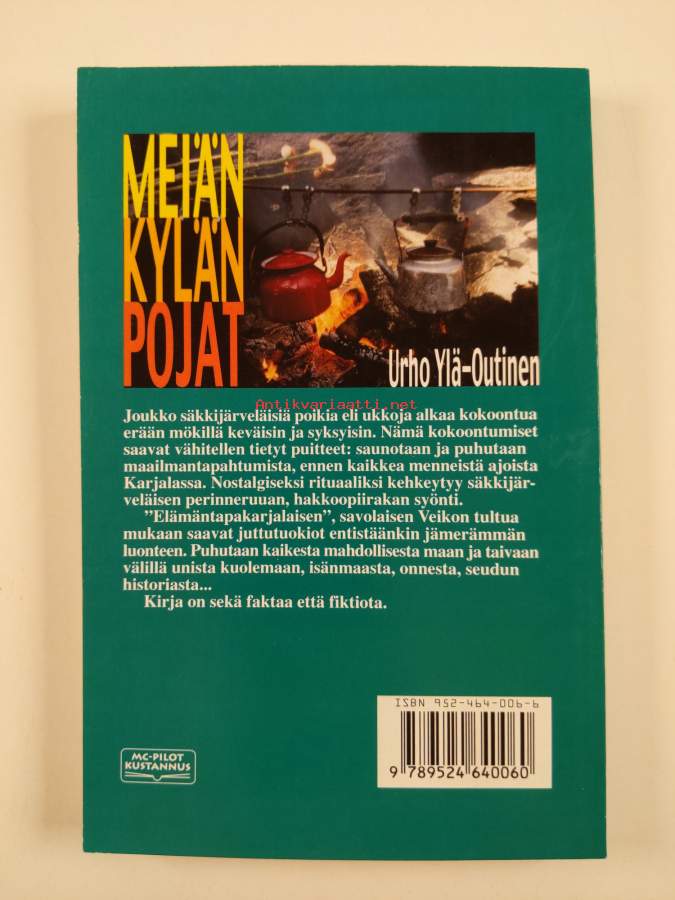 MEIÄN
KYLÄN
POJAT
Urho Ylä-Outinen
Antikvariaatti.net
Joukko säkkijärveläisiä poikia eli ukkoja alkaa kokoontua
erään mökillä keväisin ja syksyisin. Nämä kokoontumiset
saavat vähitellen tietyt puitteet: saunotaan ja puhutaan
maailmantapahtumista, ennen kaikkea menneistä ajoista
Karjalassa. Nostalgiseksi rituaaliksi kehkeytyy säkkijär-
veläisen perinneruuan, hakkoopiirakan syönti.
”Elämäntapakarjalaisen”, savolaisen Veikon tultua
mukaan saavat juttutuokiot entistäänkin jämerämmän
luonteen. Puhutaan kaikesta mahdollisesta maan ja taivaan
välillä unista kuolemaan, isänmaasta, onnesta, seudun
historiasta...
Kirja on sekä faktaa että fiktiota.
ISBN 952-464-006-6
9 789524 640060
MC-PILOT
KUSTANNUS